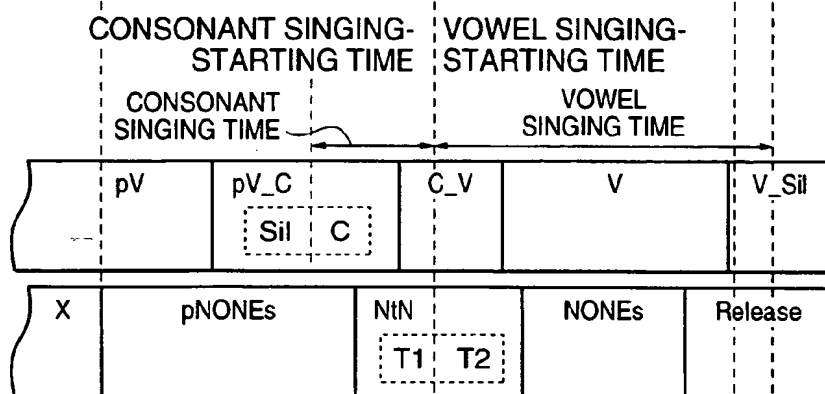 CONSONANT SINGING-
STARTING TIME
VOWEL SINGING-
STARTING TIME
CONSONANT
SINGING TIME
VOWEL
SINGING TIME
pV pV_C C_V V V_Sil
Sil C
X pNONEs NtN NONEs Release
T1 T2